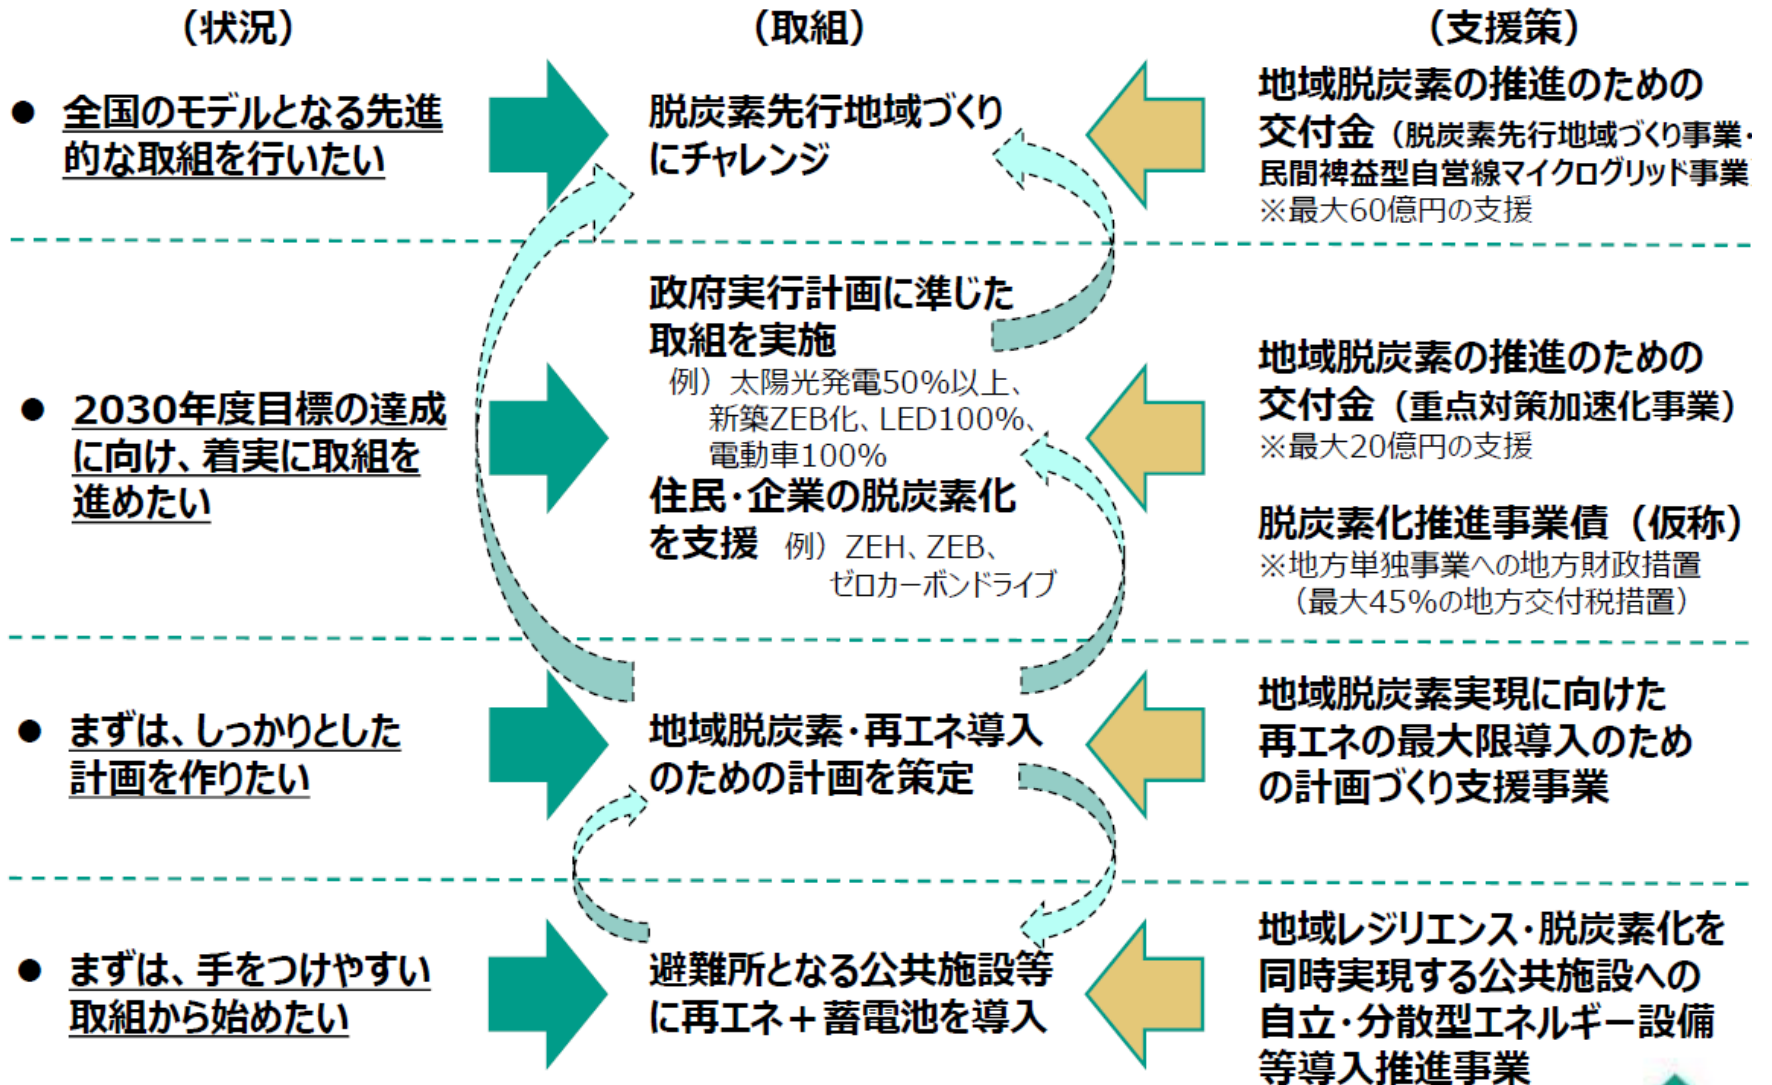 （状況）
（取組）
（支援策）
● 全国のモデルとなる先進
的な取組を行いたい
脱炭素先行地域づくり
にチャレンジ
地域脱炭素の推進のための
交付金（脱炭素先行地域づくり事業・
民間裨益型自営線マイクログリッド事業）
※最大60億円の支援
● 2030年度目標の達成
に向け、着実に取組を
進めたい
政府実行計画に準じた
取組を実施
例）太陽光発電50%以上、
新築ZEB化、LED100%、
電動車100%
住民・企業の脱炭素化
を支援 例）ZEH、ZEB、
ゼロカーボンドライブ
地域脱炭素の推進のための
交付金（重点対策加速化事業）
※最大20億円の支援
脱炭素化推進事業債（仮称）
※地方単独事業への地方財政措置
（最大45%の地方交付税措置）
● まずは、しっかりとした
計画を作りたい
地域脱炭素・再エネ導入
のための計画を策定
地域脱炭素実現に向けた
再エネの最大限導入のため
の計画づくり支援事業
● まずは、手をつけやすい
取組から始めたい
避難所となる公共施設等
に再エネ＋蓄電池を導入
地域レジリエンス・脱炭素化を
同時実現する公共施設への
自立・分散型エネルギー設備
等導入推進事業